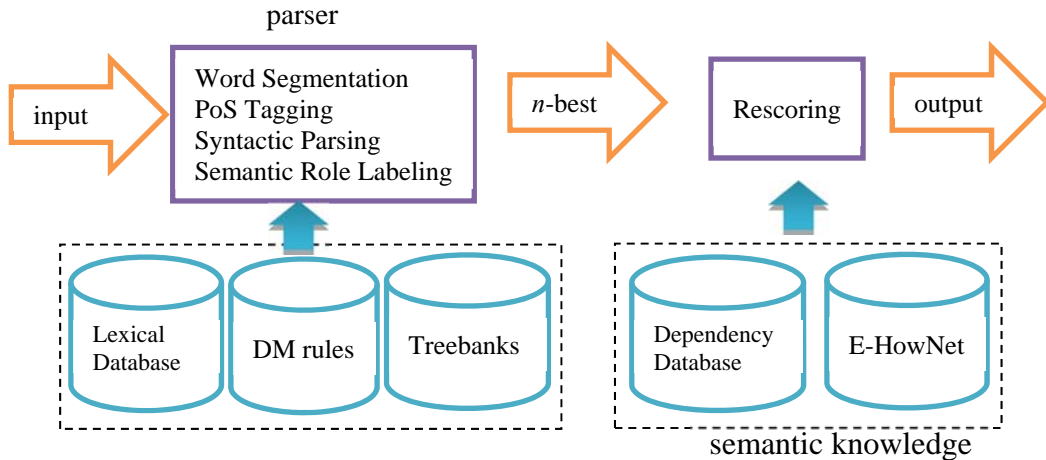 parser
input
Word Segmentation
PoS Tagging
Syntactic Parsing
Semantic Role Labeling
n-best
Rescoring
output
Lexical
Database
DM rules
Treebanks
Dependency
Database
E-HowNet
semantic knowledge